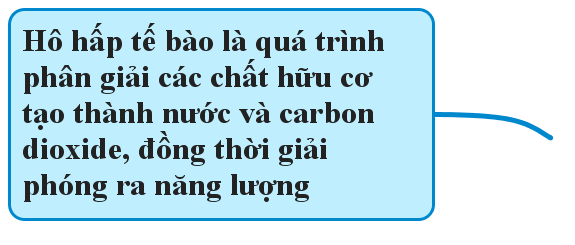 Hô hấp tế bào là quá trình
phân giải các chất hữu cơ
tạo thành nước và carbon
dioxide, đồng thời giải
phóng ra năng lượng